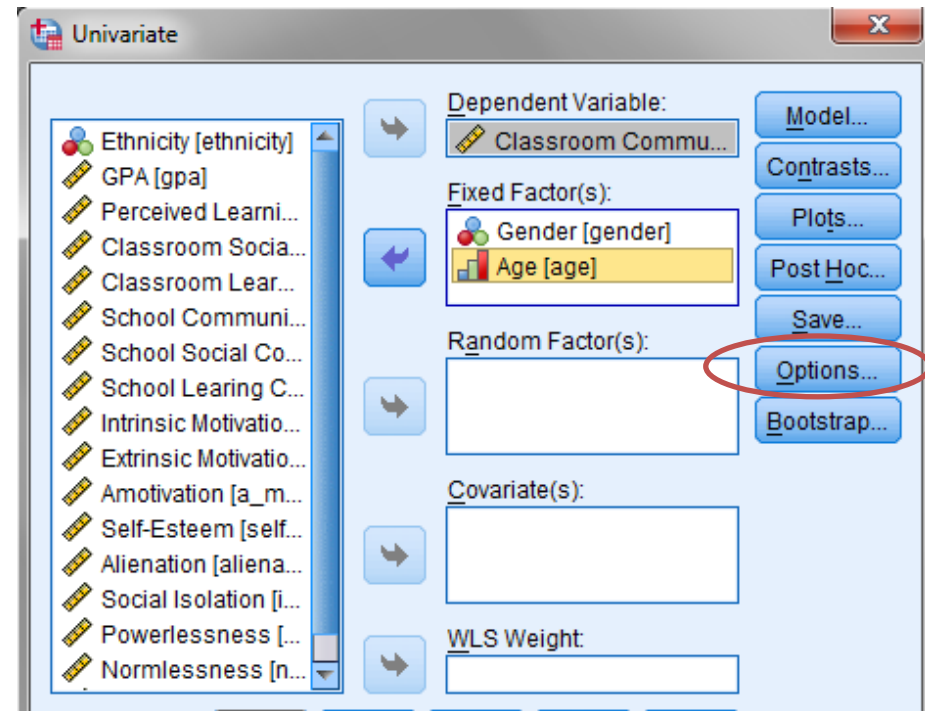 Univariate
Ethnicity [ethnicity]
GPA [gpa]
Perceived Learni...
Classroom Socia...
Classroom Lear...
School Communi...
School Social Co...
School Learing C...
Intrinsic Motivatio...
Extrinsic Motivatio...
Amotivation [a_m...
Self-Esteem [self...
Alienation [aliena...
Social Isolation [i...
Powerlessness [...
Normlessness [n...
Dependent Variable:
Classroom Commu...
Fixed Factor(s):
Gender [gender]
Age [age]
Random Factor(s):
Covariate(s):
WLS Weight:
Model...
Contrasts...
Plots...
Post Hoc...
Save...
Options...
Bootstrap...